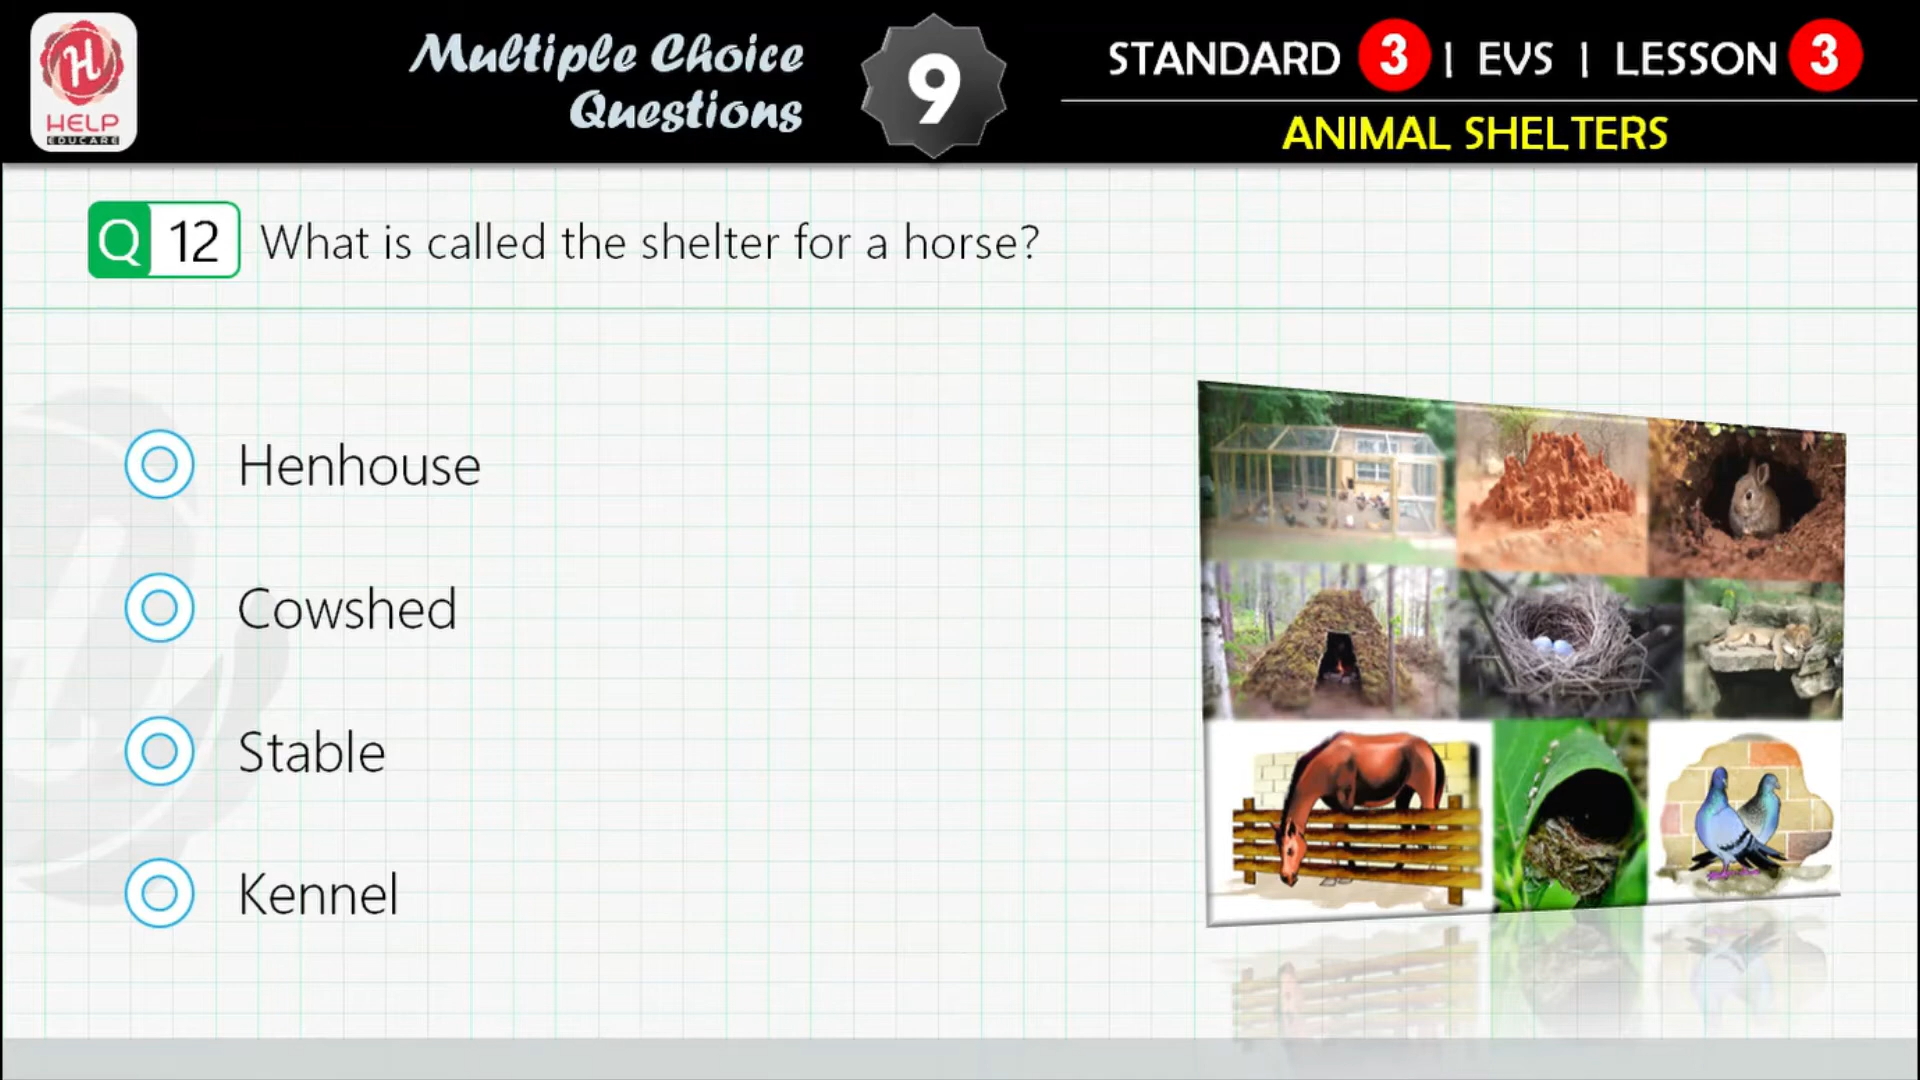 H
HELP
EDUCARE
Multiple Choice
Questions
9
STANDARD 3 | EVS | LESSON 3
ANIMAL SHELTERS
Q 12 What is called the shelter for a horse?
Henhouse
Cowshed
Stable
Kennel